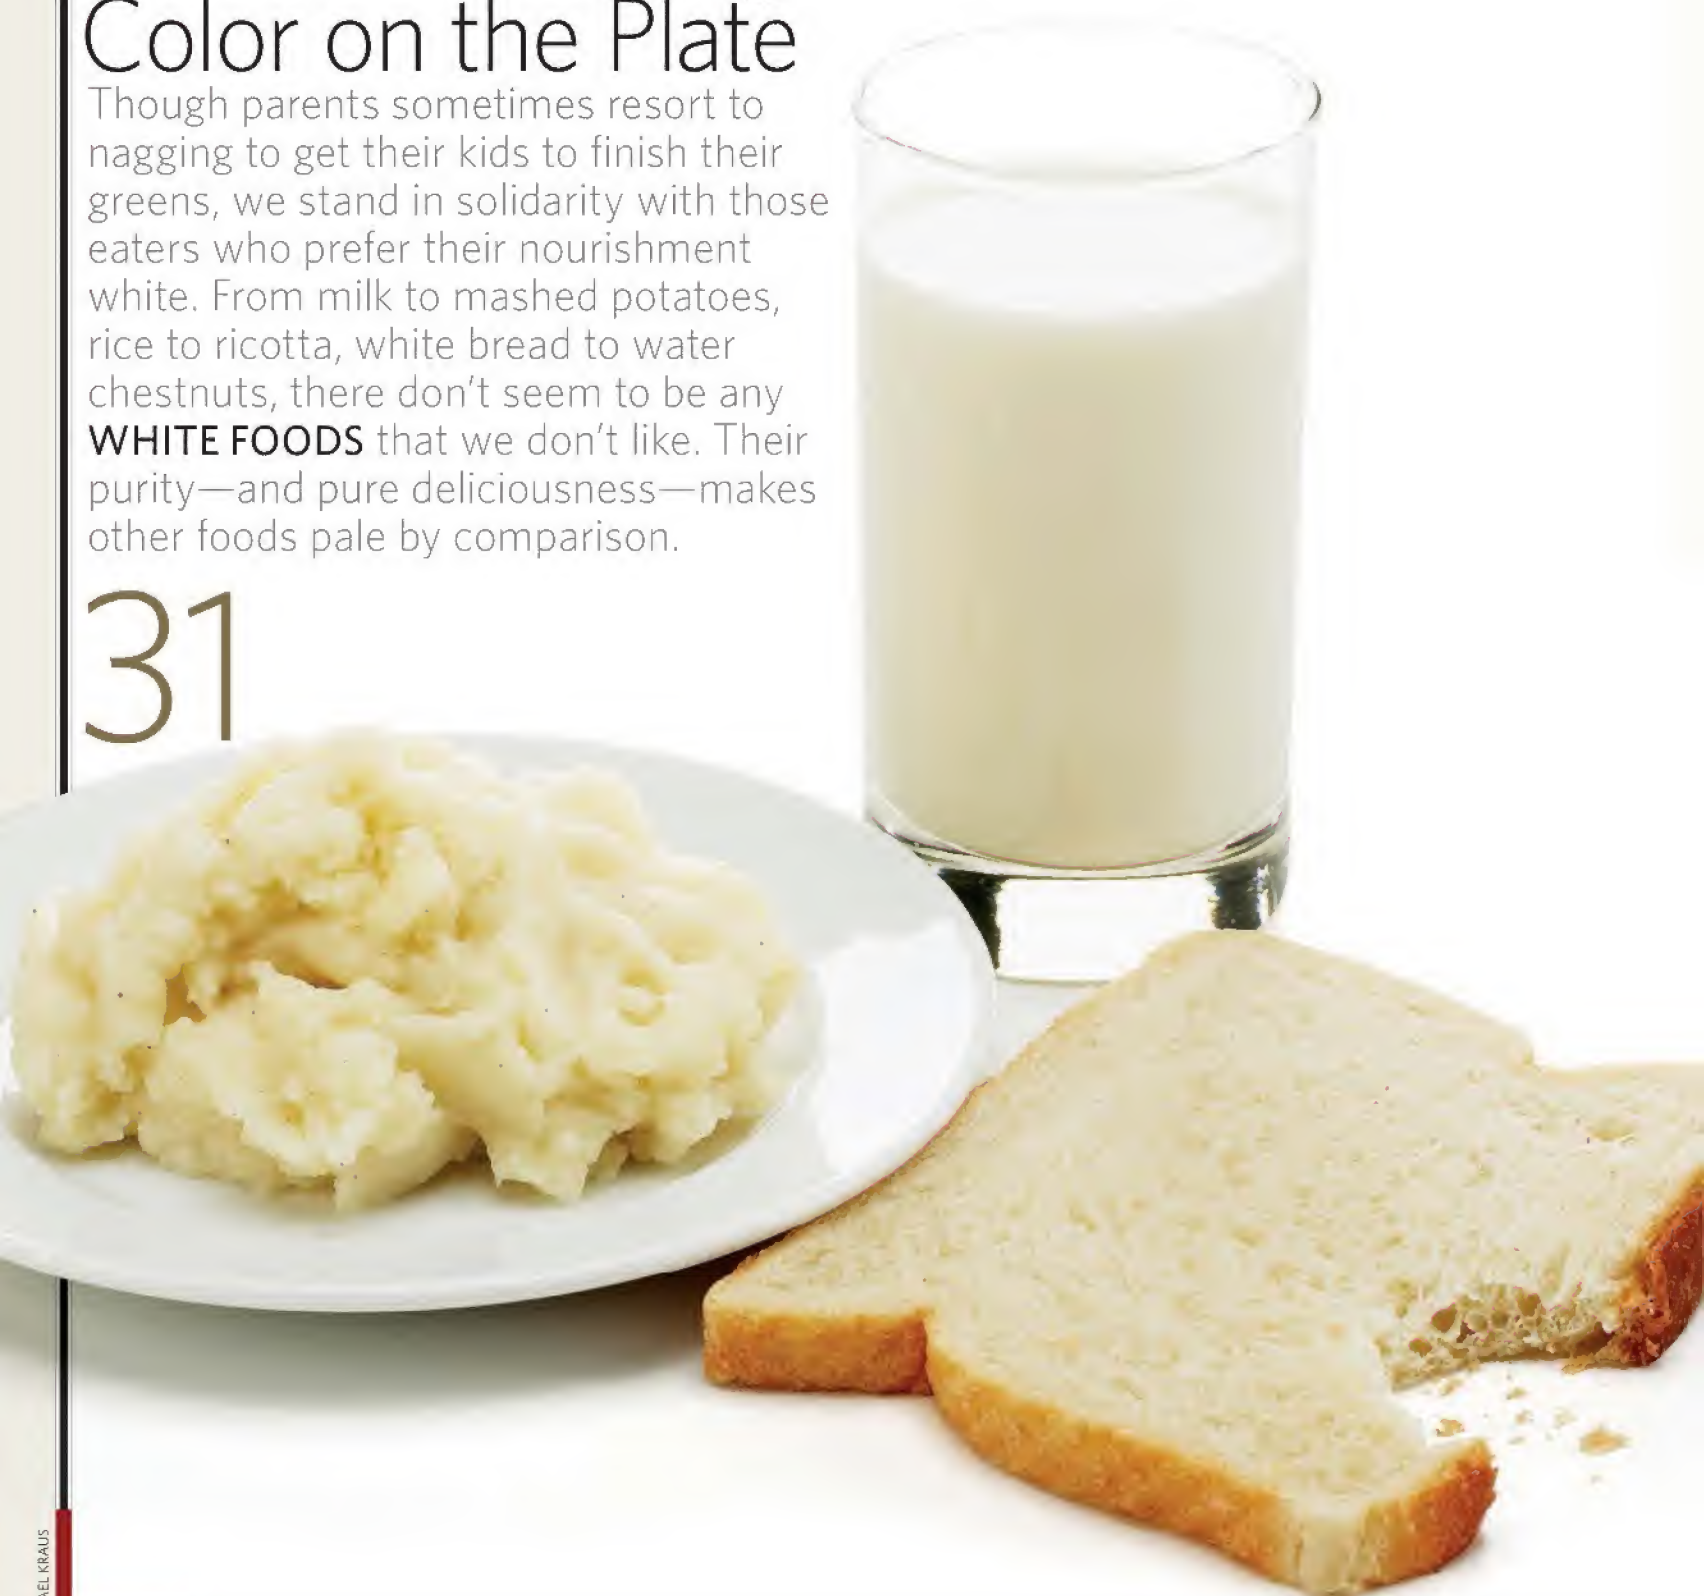 Color on the Plate
Though parents sometimes resort to
nagging to get their kids to finish their
greens, we stand in solidarity with those
eaters who prefer their nourishment
white. From milk to mashed potatoes,
rice to ricotta, white bread to water
chestnuts, there don't seem to be any
WHITE FOODS that we don't like. Their
purity—and pure deliciousness—makes
other foods pale by comparison.
31
KRAUS